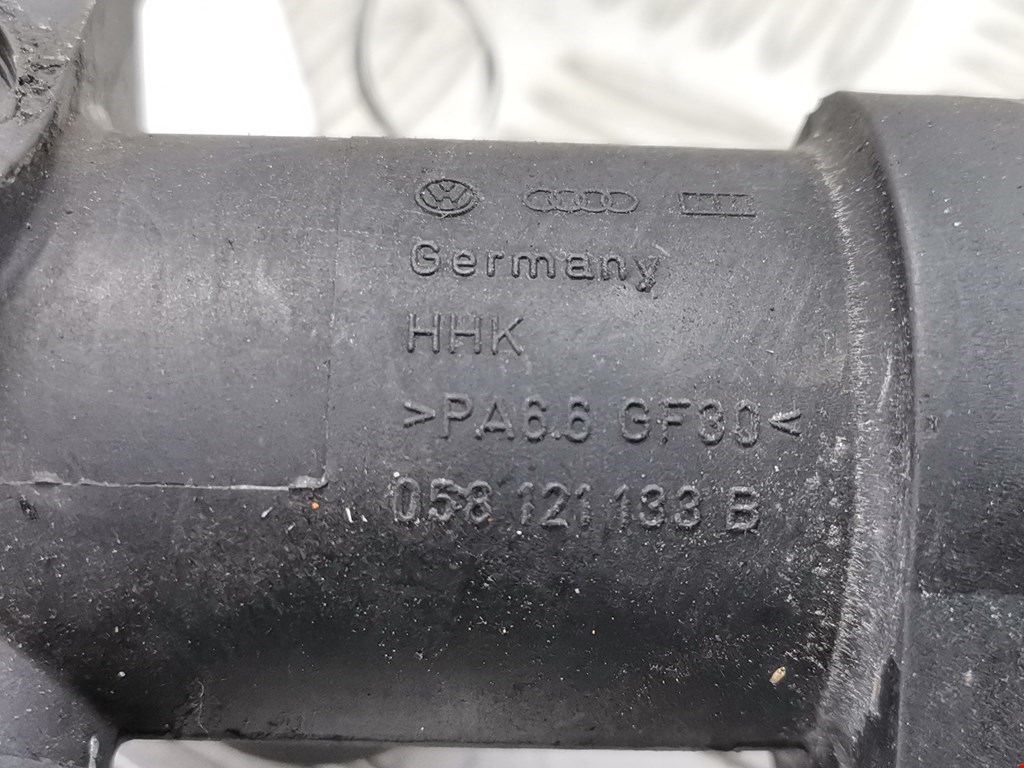 Germany
HHK
>PA6.6 GF30<
058 121 133 B